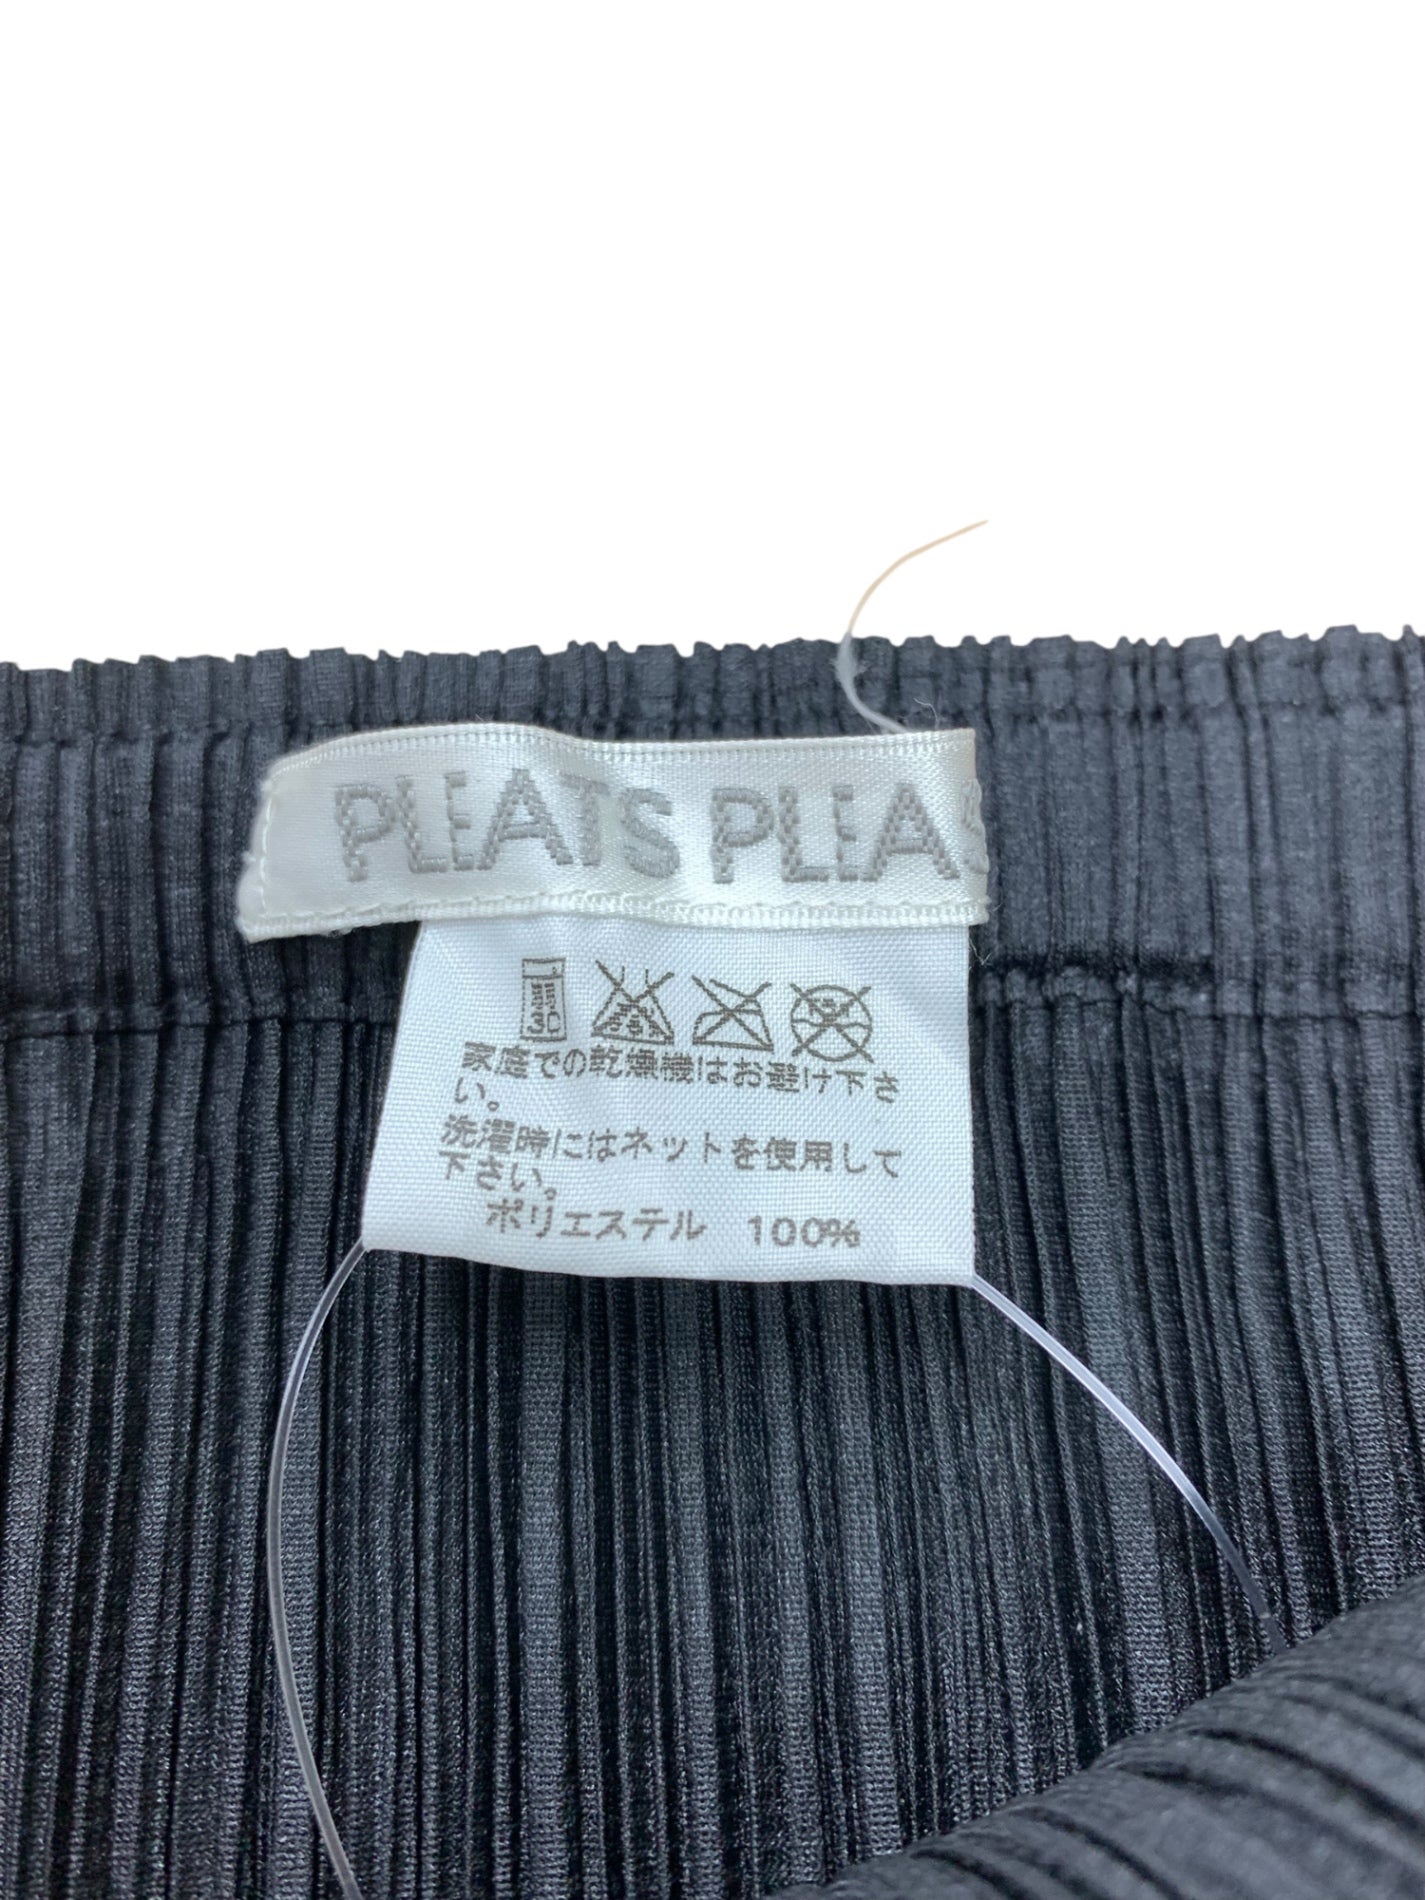 PLEATS PLEAS
家庭での乾燥機はお避け下さ
い。
洗濯時にはネットを使用して
下さい。
ポリエステル 100%